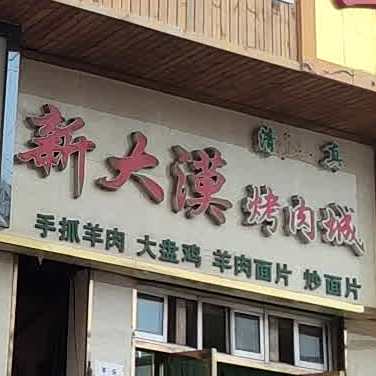 清真
新大漠烤肉城
手抓羊肉 大盘鸡 羊肉面片 炒面片